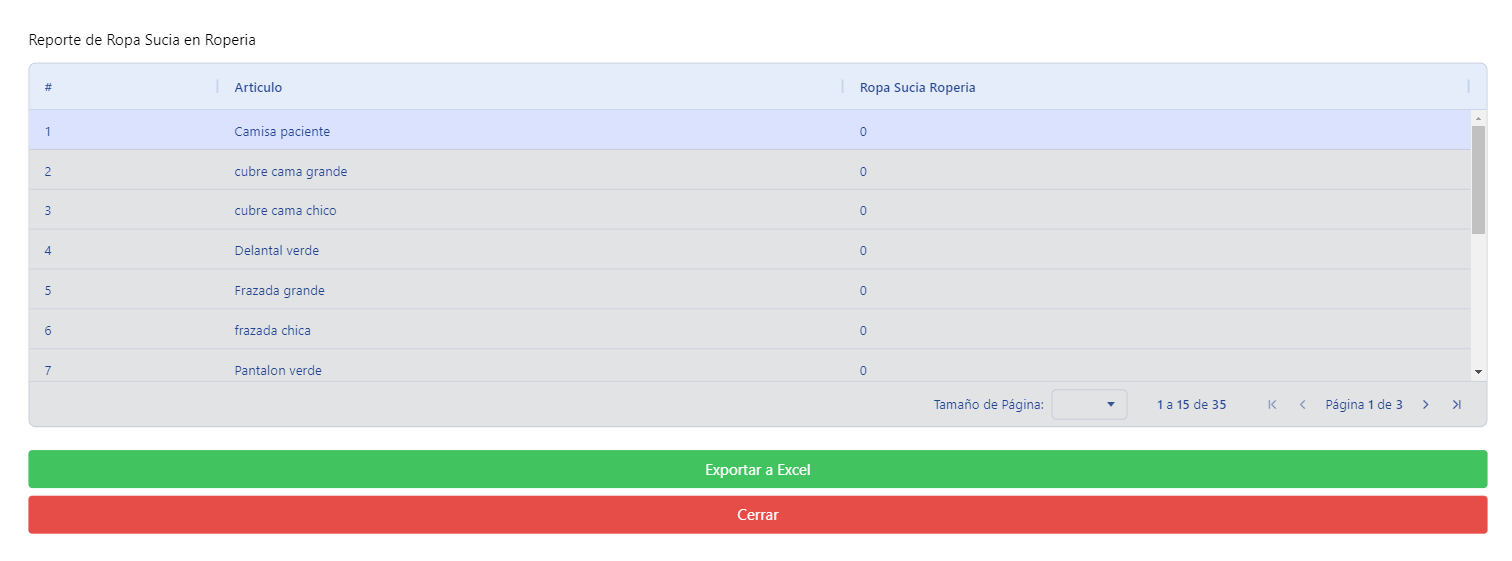 Reporte de Ropa Sucia en Roperia
# Articulo Ropa Sucia Roperia
1 Camisa paciente 0
2 cubre cama grande 0
3 cubre cama chico 0
4 Delantal verde 0
5 Frazada grande 0
6 frazada chica 0
7 Pantalon verde 0
Tamaño de Página: 1 a 15 de 35 Página 1 de 3
Exportar a Excel
Cerrar